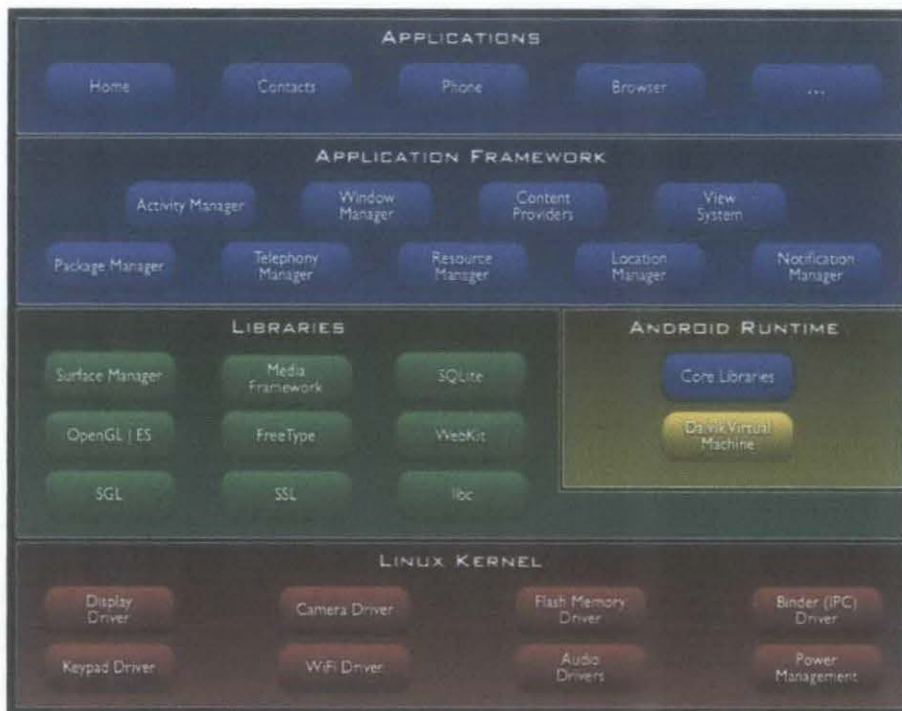 APPLICATIONS
Home Contacts Phone Browser ...
APPLICATION FRAMEWORK
Activity Manager Window Manager Content Providers View System
Package Manager Telephony Manager Resource Manager Location Manager Notification Manager
LIBRARIES
Surface Manager Media Framework SQLite
OpenGL | ES FreeType WebKit
SGL SSL libc
ANDROID RUNTIME
Core Libraries
Dalvik Virtual Machine
LINUX KERNEL
Display Driver Camera Driver Flash Memory Driver Binder (IPC) Driver
Keypad Driver WiFi Driver Audio Drivers Power Management